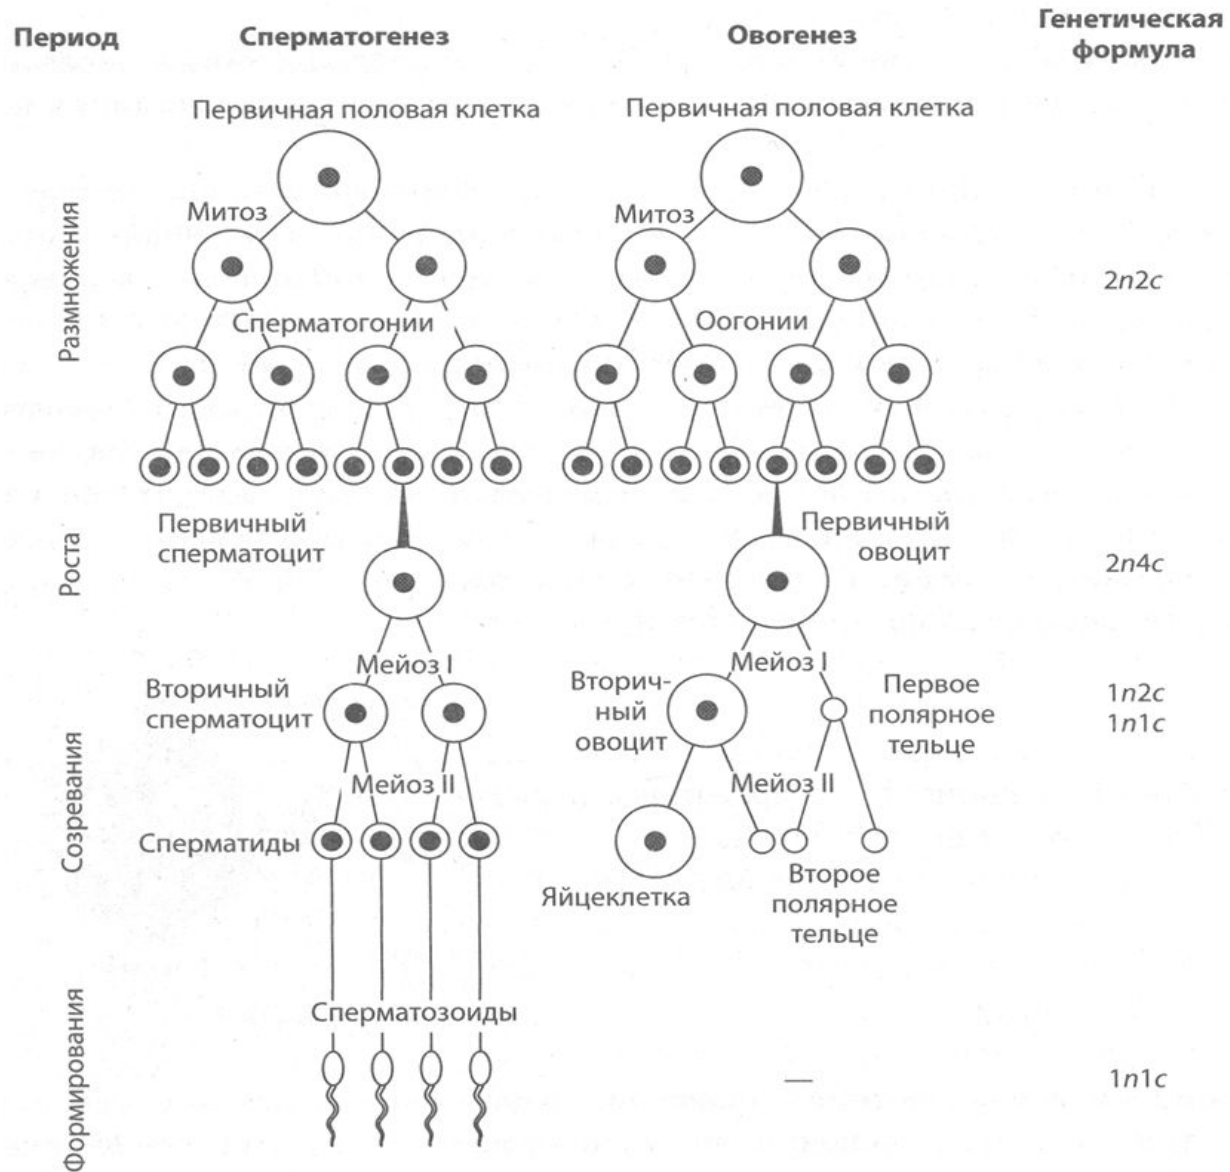 Период
Сперматогенез
Овогенез
Генетическая
формула
Первичная половая клетка
Первичная половая клетка
Размножения
Митоз
Митоз
2n2c
Сперматогонии
Оогонии
Роста
Первичный
сперматоцит
Первичный
овоцит
2n4c
Созревания
Мейоз I
Мейоз I
Вторичный
сперматоцит
Вторич-
ный
овоцит
Первое
полярное
тельце
1n2c
1n1c
Мейоз II
Мейоз II
Сперматиды
Яйцеклетка
Второе
полярное
тельце
Формирования
Сперматозоиды
—
1n1c